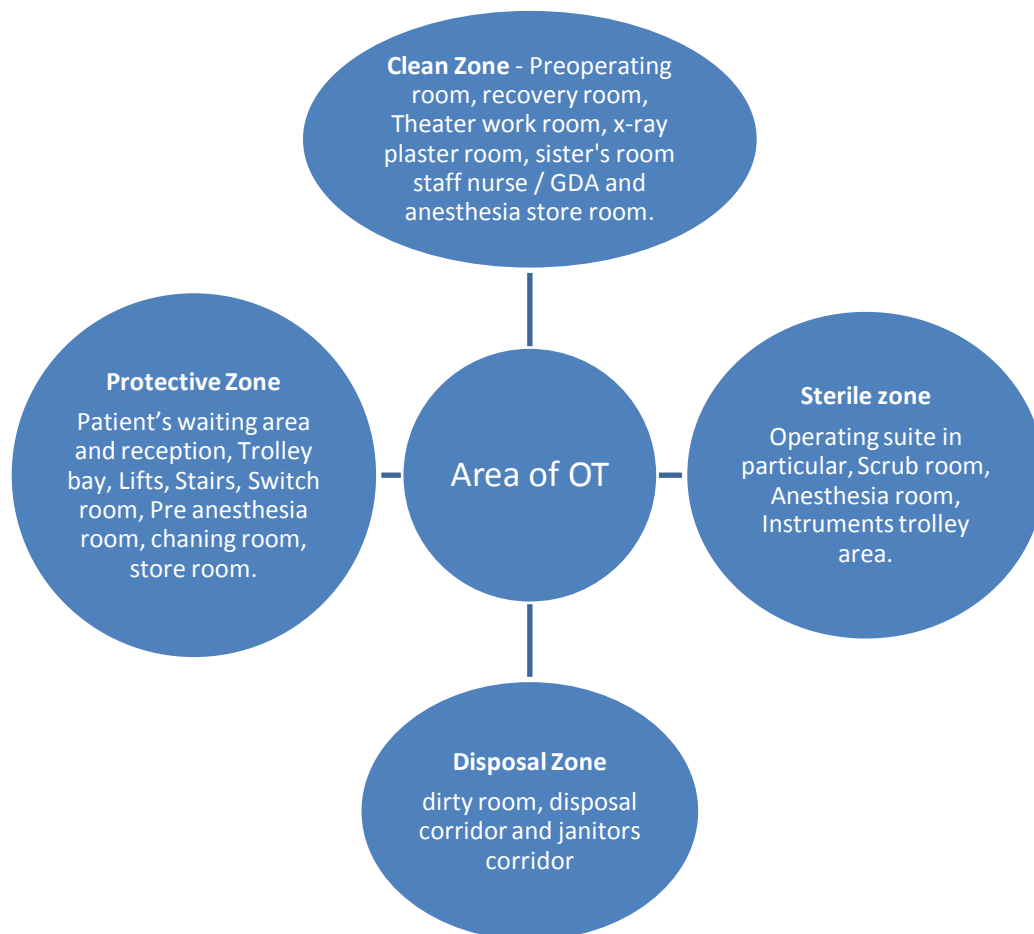 Clean Zone - Preoperating
room, recovery room,
Theater work room, x-ray
plaster room, sister's room
staff nurse / GDA and
anesthesia store room.
Protective Zone
Patient's waiting area
and reception, Trolley
bay, Lifts, Stairs, Switch
room, Pre anesthesia
room, chaning room,
store room.
Area of OT
Sterile zone
Operating suite in
particular, Scrub room,
Anesthesia room,
Instruments trolley
area.
Disposal Zone
dirty room, disposal
corridor and janitors
corridor